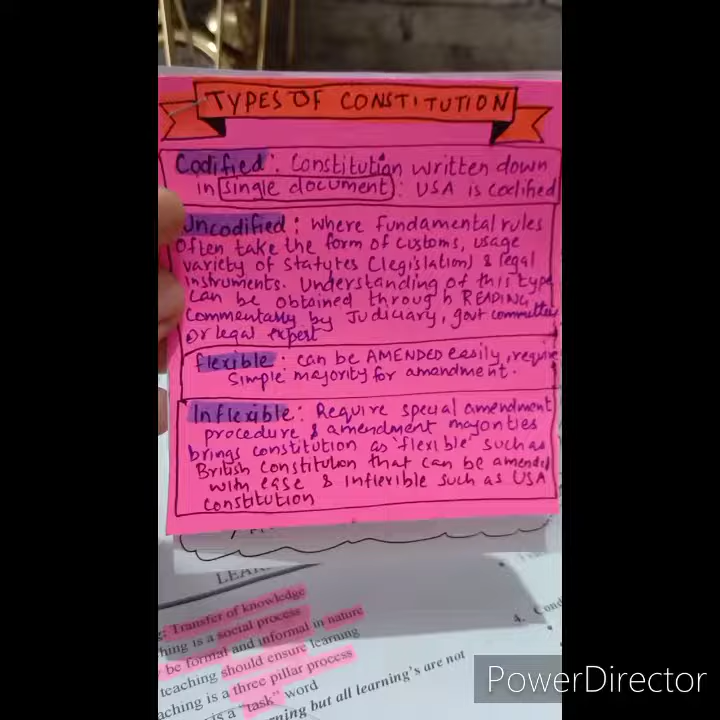 TYPES OF CONSTITUTION
Codified: Constitution written down
in single document: USA is codified
Uncodified: where fundamental rules
often take the form of customs, usage
variety of statytes (legislation) & legal
instruments. Understanding of this type
can be obtained through READING,
commentary by Judiciary, govt committee
or legal expert
flexible: can be AMENDED easily, require
simple majority for amendment.
Inflexible: Require special amendment
procedure & amendment majorities
brings constitution as 'flexible' such as
British constitution that can be amended
with ease & inflexible such as USA
constitution
LEAR
g: Transfer of knowledge
hing is a social process
be formal and informal in nature
teaching should ensure learning
aching is a three pillar process
is a "task" word
ning but all learning's are not
4. Cond
PowerDirector